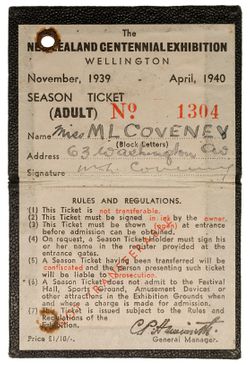 The
NEW ZEALAND CENTENNIAL EXHIBITION
WELLINGTON
November, 1939 April, 1940
SEASON TICKET
(ADULT) No 1304
Name Miss M L COVENEY
(Block Letters)
Address 63 Washington Av
Signature M L Coveney
RULES AND REGULATIONS.
(1) This Ticket is not transferable.
(2) This Ticket must be signed in ink by the owner.
(3) This Ticket must be shown (open) at entrance before admission can be obtained.
(4) On request, a Season Ticket-holder must sign his or her name in the register provided at the entrance gates.
(5) A Season Ticket having been transferred will be confiscated and the person presenting such ticket will be liable to prosecution.
(6) A Season Ticket does not admit to the Festival Hall, Sports Ground, Amusement Devices or other attractions in the Exhibition Grounds when and where a charge is made for admission.
(7) This Ticket is issued subject to the Rules and Regulations of the Exhibition.
NOT TRANSFERABLE
Price £1/10/-.
General Manager.